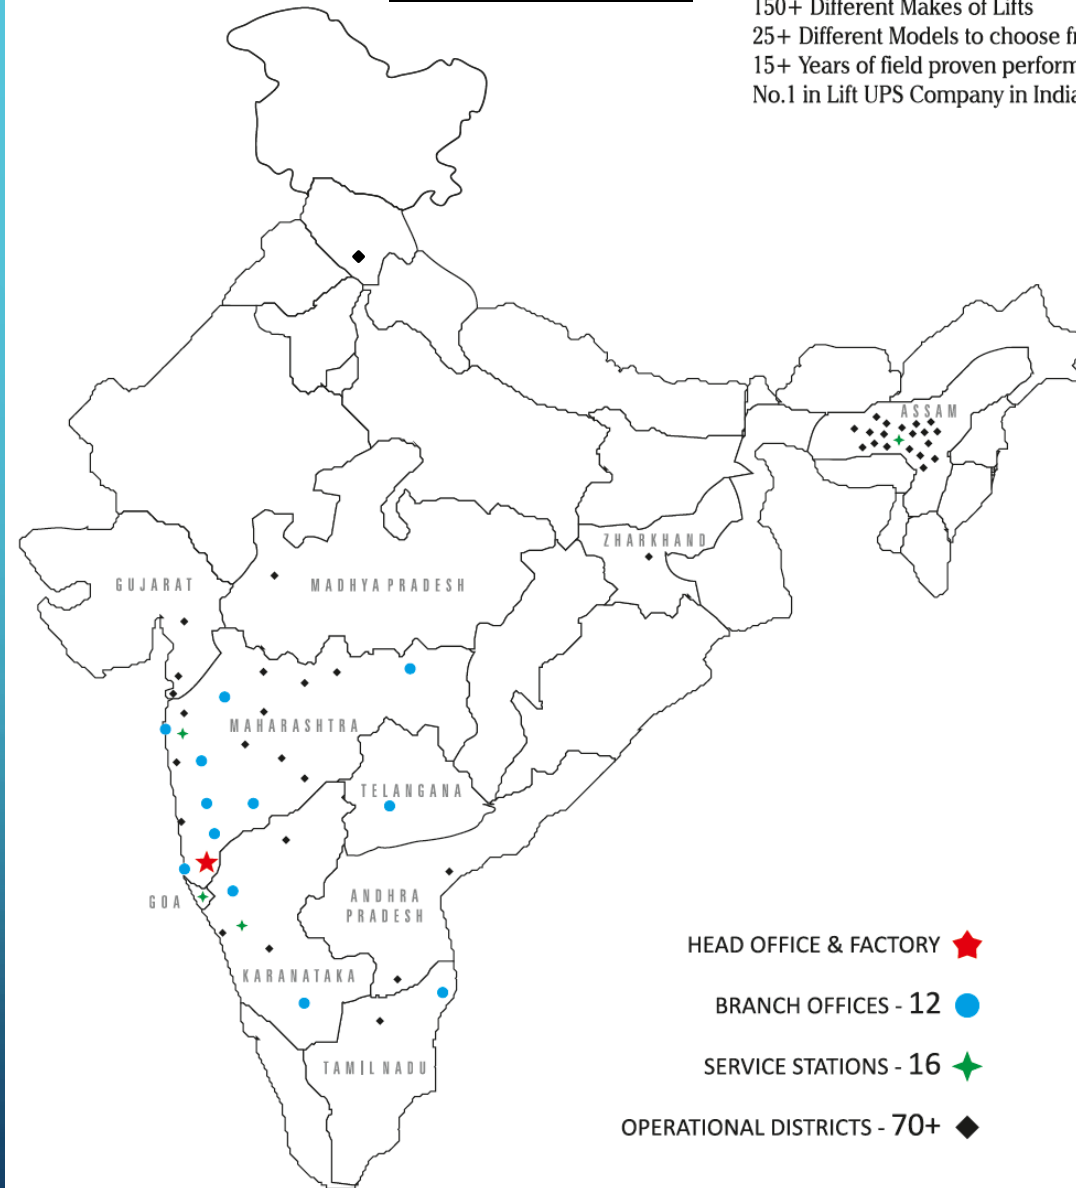 150+ Different Makes of Lifts
25+ Different Models to choose
15+ Years of field proven
No.1 in Lift UPS Company in India
ASSAM
ZHARKHAND
GUJARAT
MADHYA PRADESH
MAHARASHTRA
TELANGANA
GOA
ANDHRA
PRADESH
KARANATAKA
TAMIL NADU
HEAD OFFICE & FACTORY
BRANCH OFFICES - 12
SERVICE STATIONS - 16
OPERATIONAL DISTRICTS - 70+